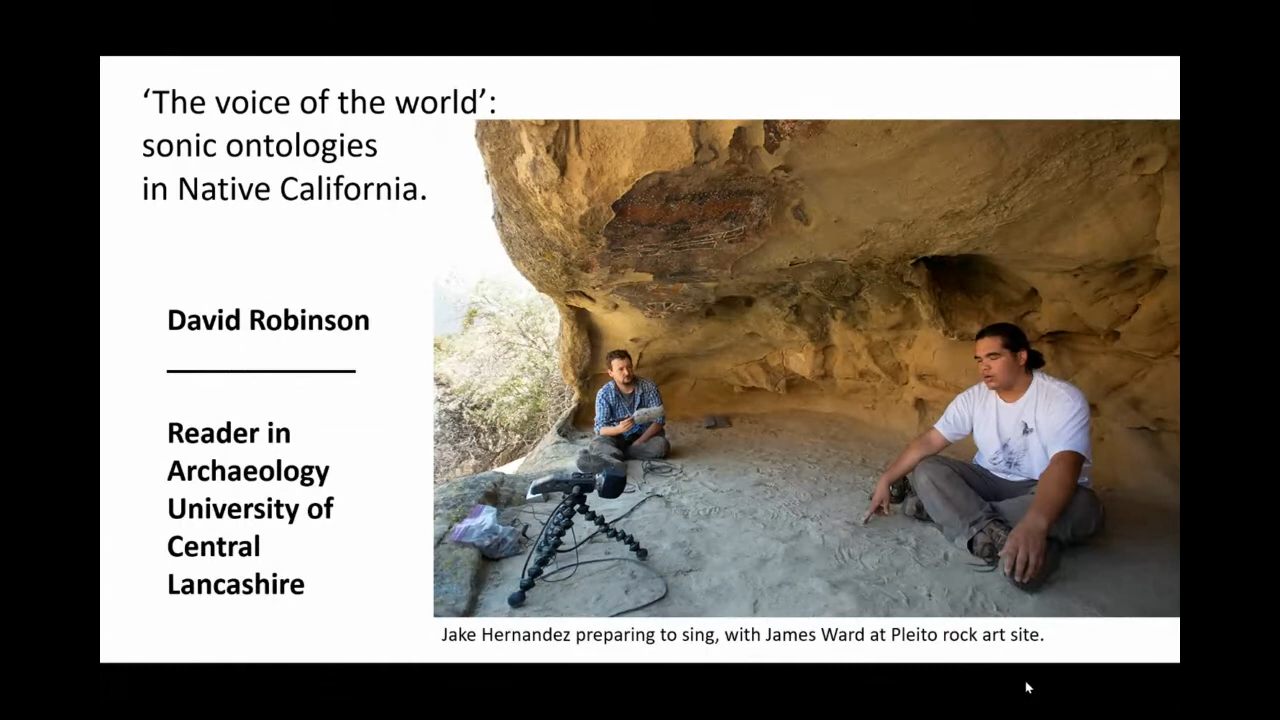 ‘The voice of the world’:
sonic ontologies
in Native California.
David Robinson
Reader in
Archaeology
University of
Central
Lancashire
Jake Hernandez preparing to sing, with James Ward at Pleito rock art site.